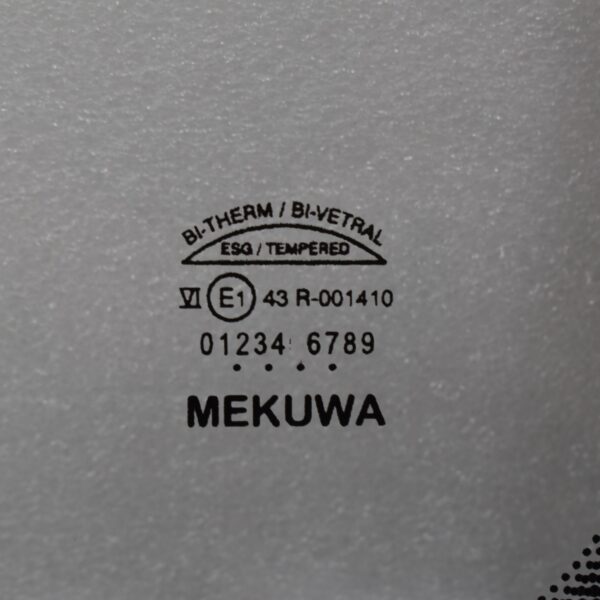 BI-THERM / BI-VETRAL
ESG / TEMPERED
VI E1 43 R-001410
01234 6789
MEKUWA